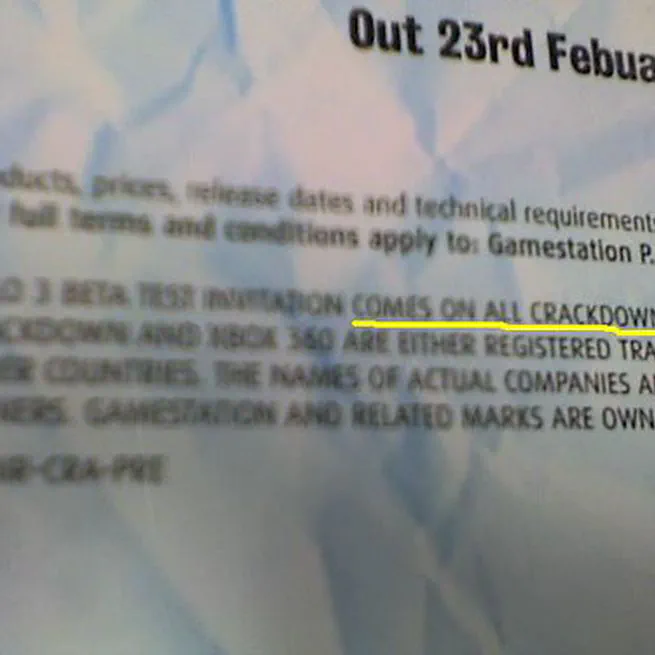 Out 23rd Febua
ducts, prices, release dates and technical requirements
full terms and conditions apply to: Gamestation P.
O 3 BETA TEST INVITATION COMES ON ALL CRACKDOWN
CKDOWN AND XBOX 360 ARE EITHER REGISTERED TRA
ER COUNTRIES. THE NAMES OF ACTUAL COMPANIES A
NERS. GAMESTATION AND RELATED MARKS ARE OWN
-CRA-PRE